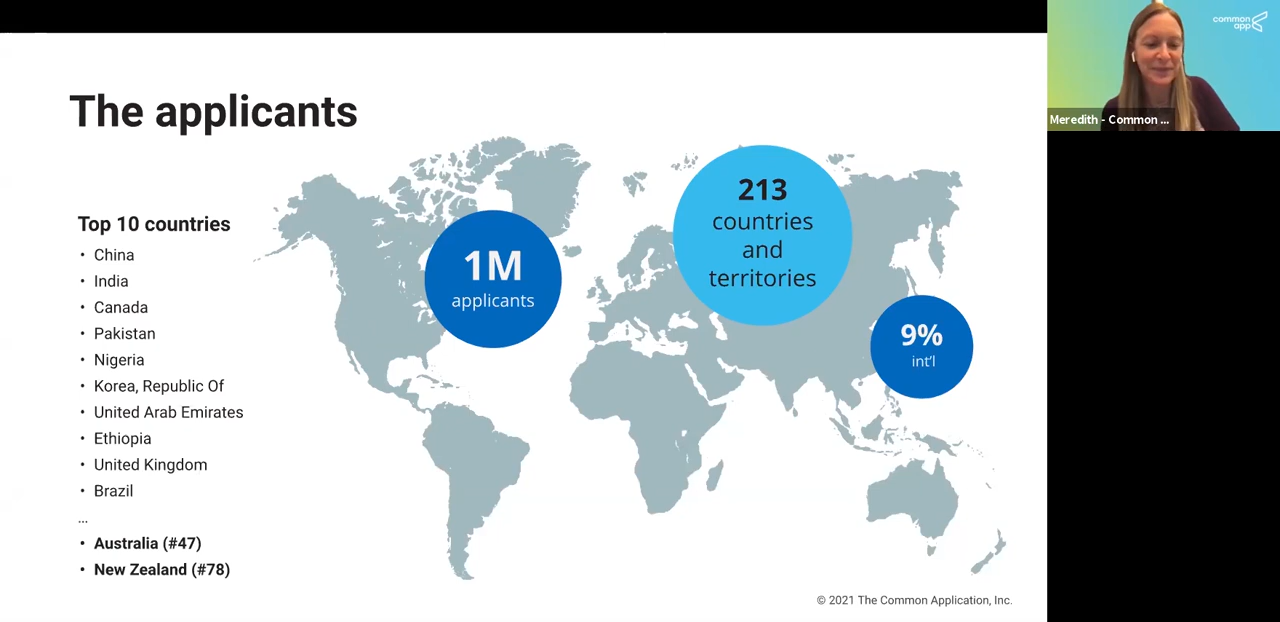 The applicants
Top 10 countries
• China
• India
• Canada
• Pakistan
• Nigeria
• Korea, Republic Of
• United Arab Emirates
• Ethiopia
• United Kingdom
• Brazil
...
• Australia (#47)
• New Zealand (#78)
1M
applicants
213
countries
and
territories
9%
int'l
© 2021 The Common Application, Inc.
common
app
Meredith - Common ...